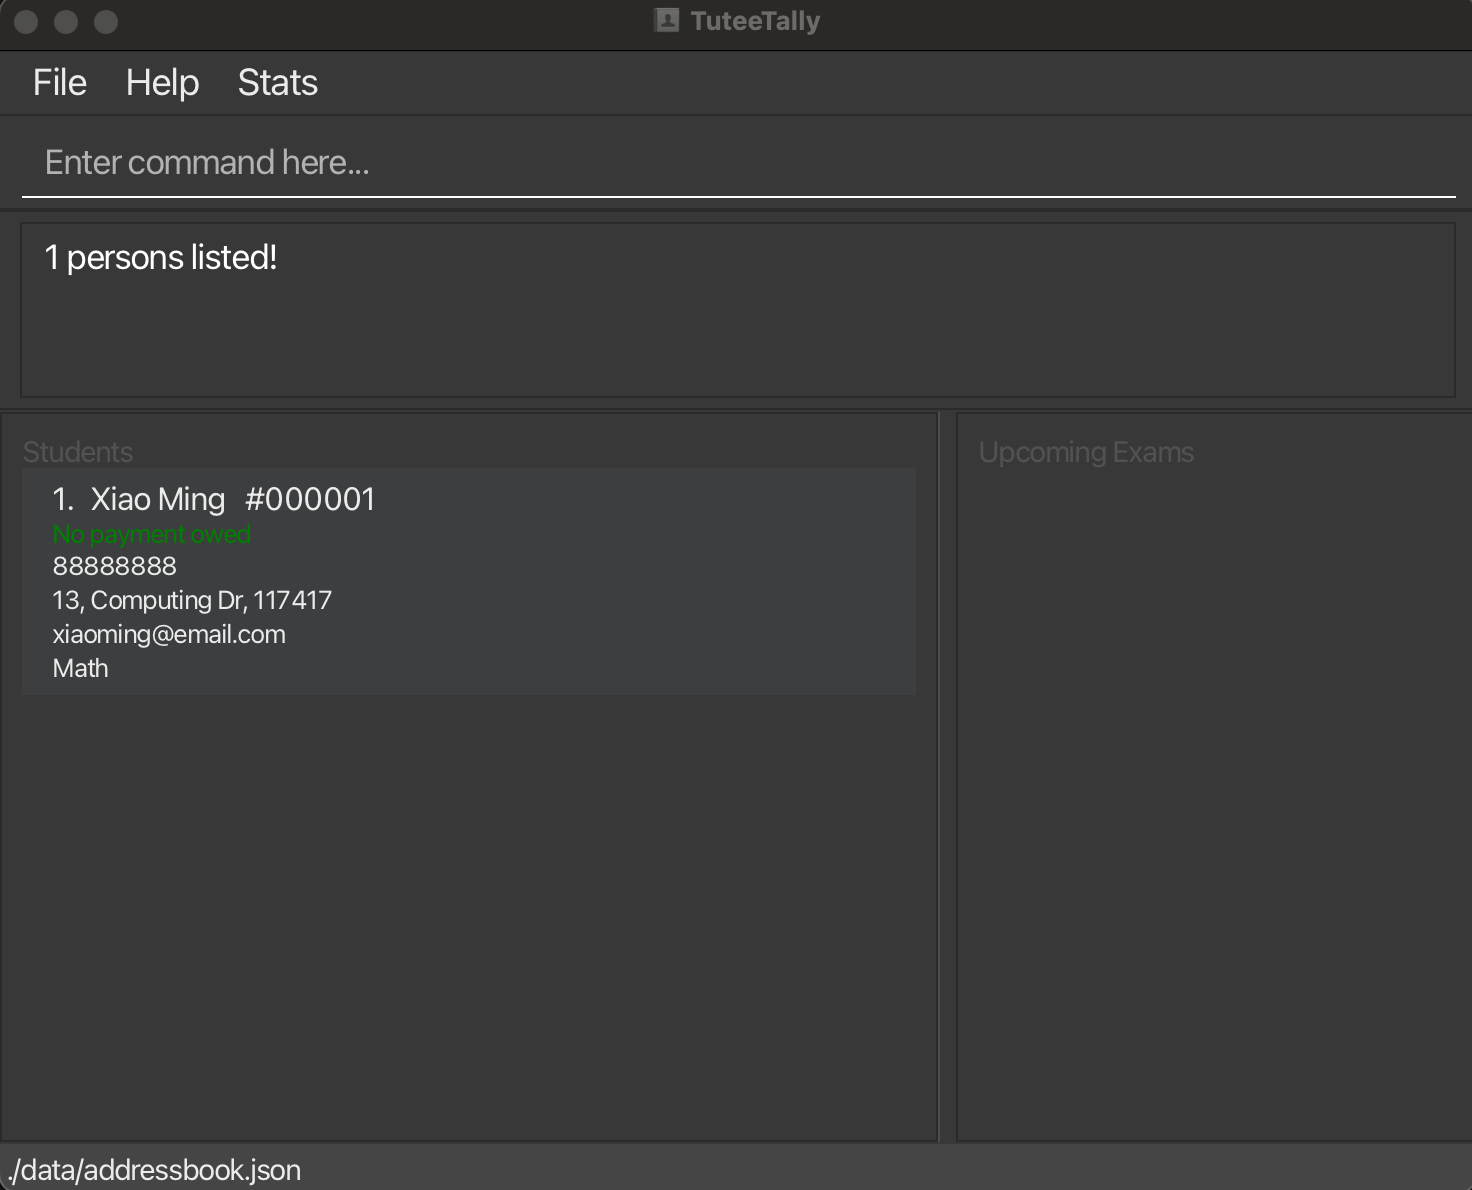 TuteeTally
File Help Stats
Enter command here...
1 persons listed!
Students
1. Xiao Ming #000001
No payment owed
88888888
13, Computing Dr, 117417
xiaoming@email.com
Math
Upcoming Exams
./data/addressbook.json